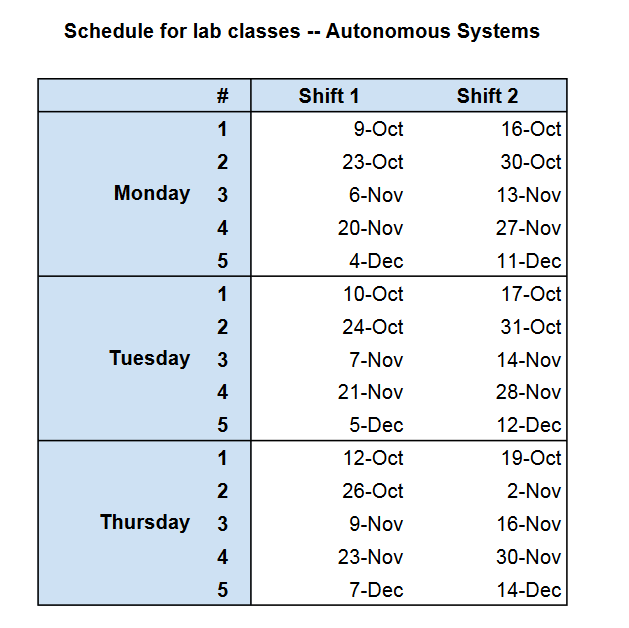 Schedule for lab classes -- Autonomous Systems
# Shift 1 Shift 2
1 9-Oct 16-Oct
2 23-Oct 30-Oct
Monday 3 6-Nov 13-Nov
4 20-Nov 27-Nov
5 4-Dec 11-Dec
1 10-Oct 17-Oct
2 24-Oct 31-Oct
Tuesday 3 7-Nov 14-Nov
4 21-Nov 28-Nov
5 5-Dec 12-Dec
1 12-Oct 19-Oct
2 26-Oct 2-Nov
Thursday 3 9-Nov 16-Nov
4 23-Nov 30-Nov
5 7-Dec 14-Dec